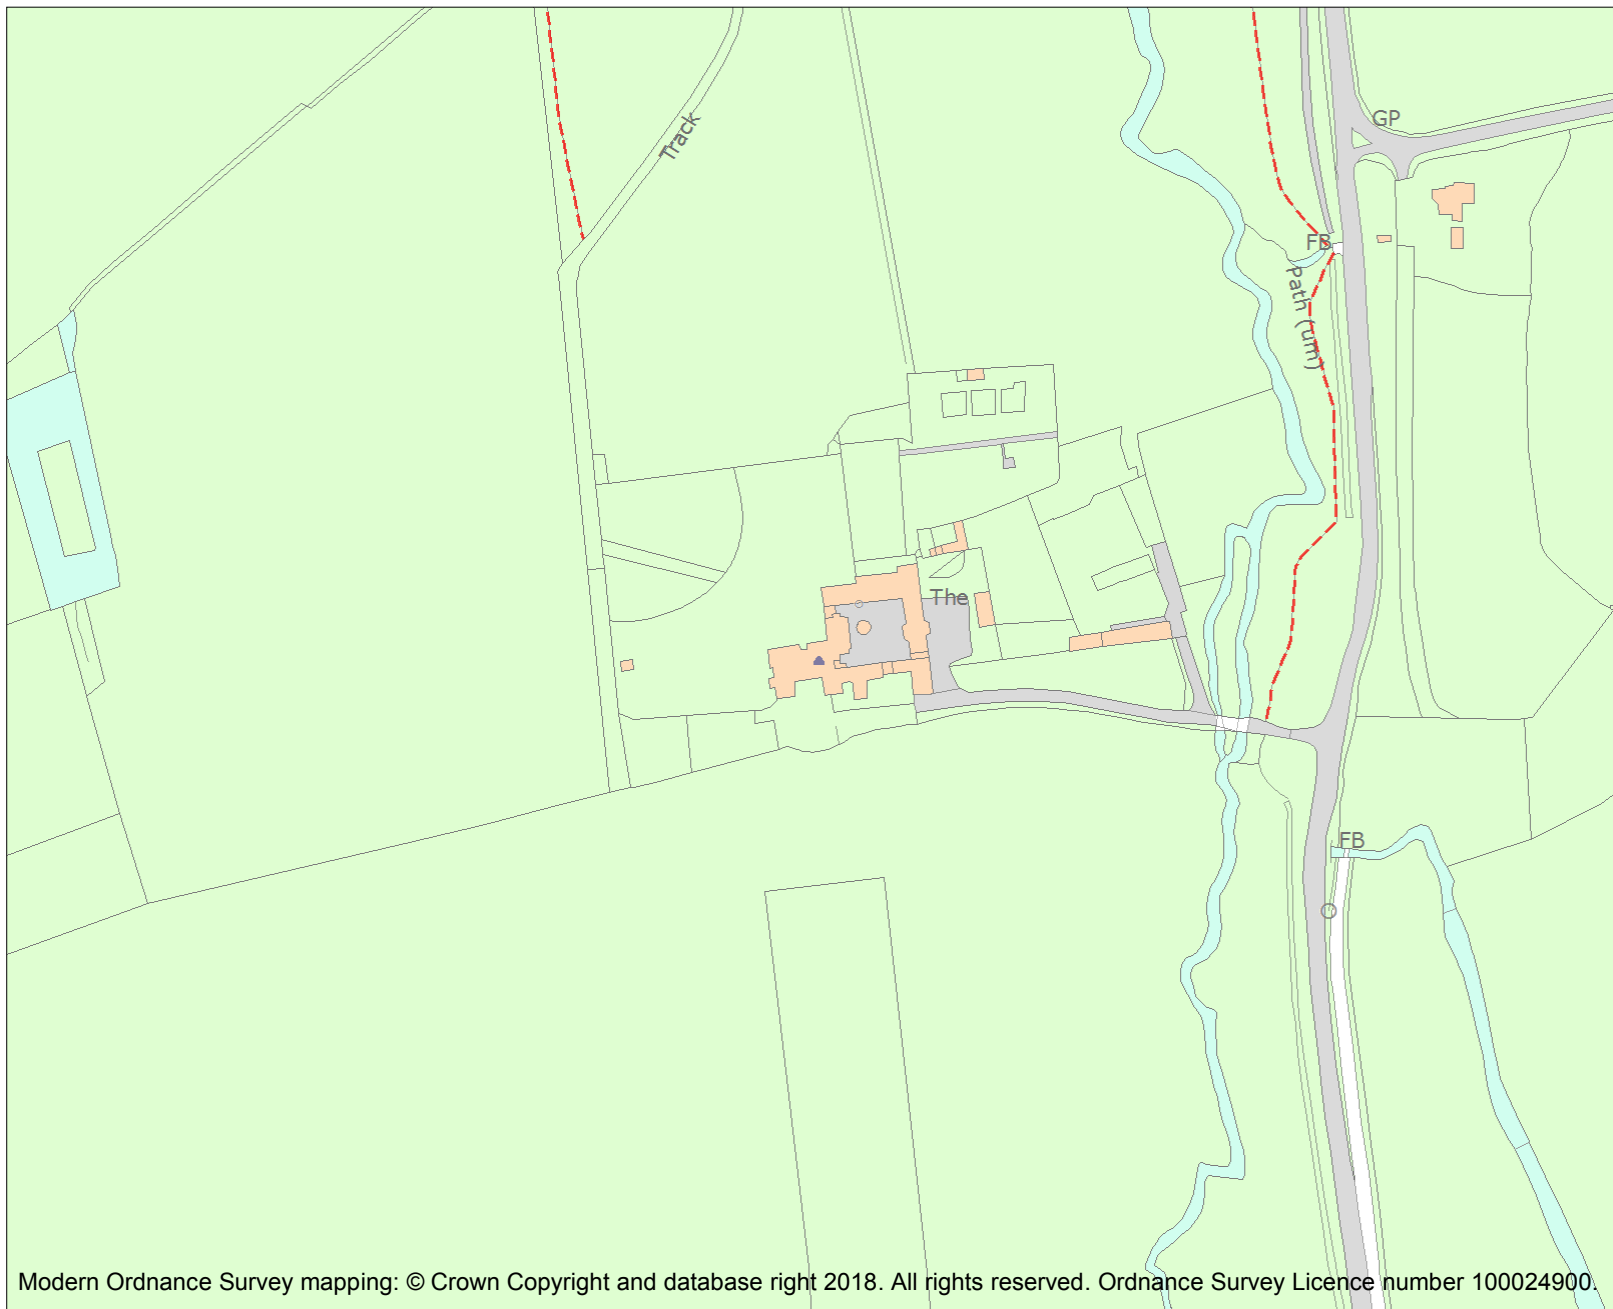 GP
Track
FB
Path (um)
The
FB
Modern Ordnance Survey mapping: © Crown Copyright and database right 2018. All rights reserved. Ordnance Survey Licence number 100024900.